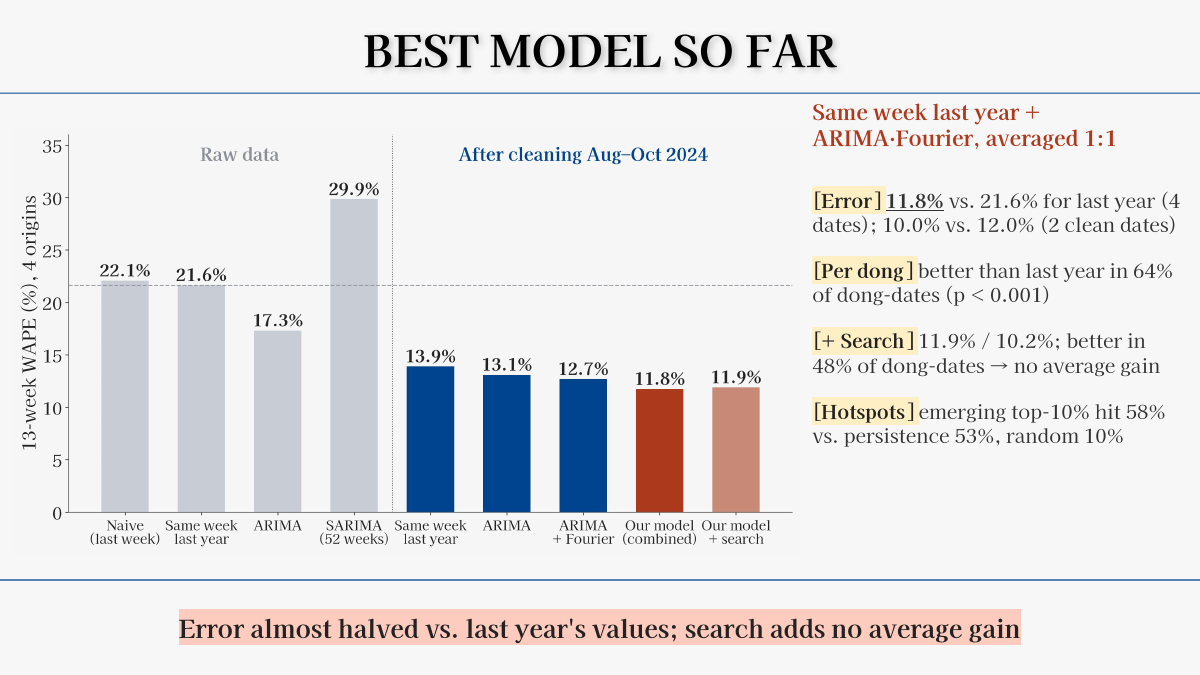 BEST MODEL SO FAR
Same week last year +
ARIMA·Fourier, averaged 1:1
[Error] 11.8% vs. 21.6% for last year (4
dates); 10.0% vs. 12.0% (2 clean dates)
[Per dong] better than last year in 64%
of dong-dates (p < 0.001)
[+ Search] 11.9% / 10.2%; better in
48% of dong-dates → no average gain
[Hotspots] emerging top-10% hit 58%
vs. persistence 53%, random 10%
13-week WAPE (%), 4 origins
35
30
25
20
15
10
5
0
Raw data
After cleaning Aug–Oct 2024
22.1%
21.6%
17.3%
29.9%
13.9%
13.1%
12.7%
11.8%
11.9%
Naive
(last week)
Same week
last year
ARIMA
SARIMA
(52 weeks)
Same week
last year
ARIMA
ARIMA
+ Fourier
Our model
(combined)
Our model
+ search
Error almost halved vs. last year's values; search adds no average gain